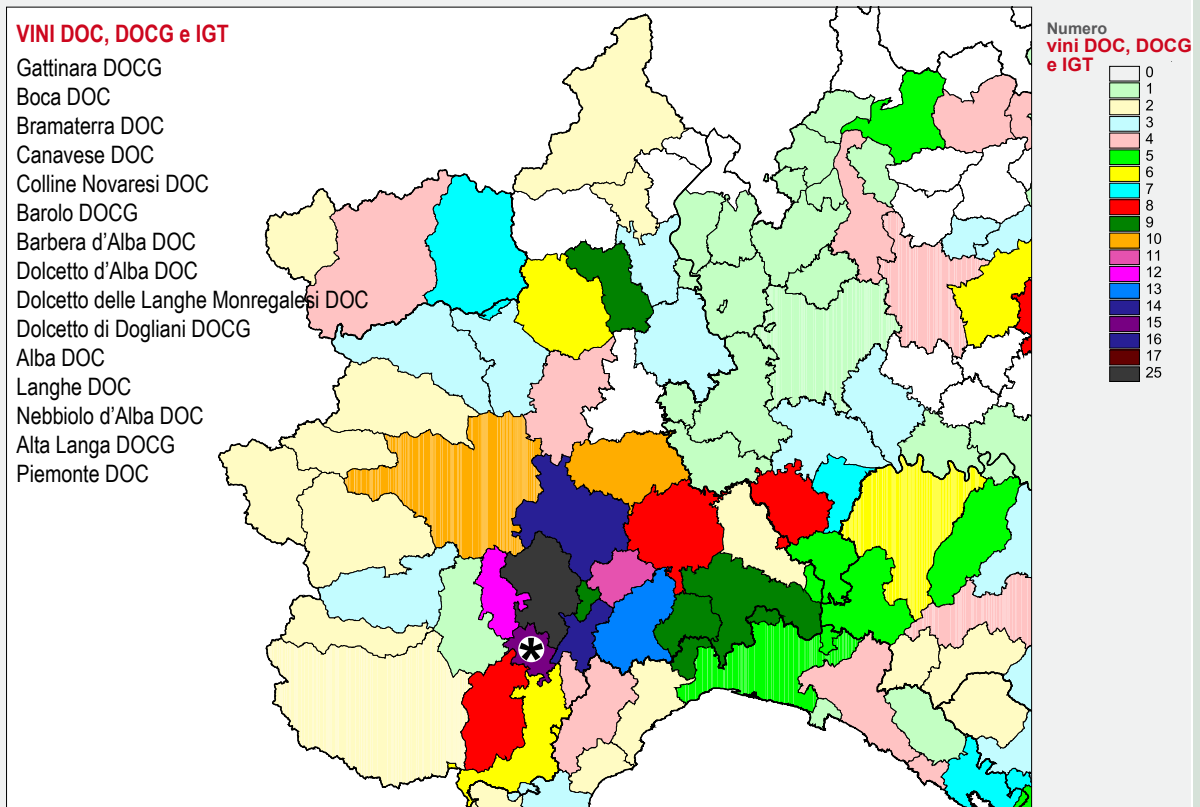 VINI DOC, DOCG e IGT
Gattinara DOCG
Boca DOC
Bramaterra DOC
Canavese DOC
Colline Novaresi DOC
Barolo DOCG
Barbera d’Alba DOC
Dolcetto d’Alba DOC
Dolcetto delle Langhe Monregalesi DOC
Dolcetto di Dogliani DOCG
Alba DOC
Langhe DOC
Nebbiolo d’Alba DOC
Alta Langa DOCG
Piemonte DOC
*
Numero
vini DOC, DOCG
e IGT
0
1
2
3
4
5
6
7
8
9
10
11
12
13
14
15
16
17
25